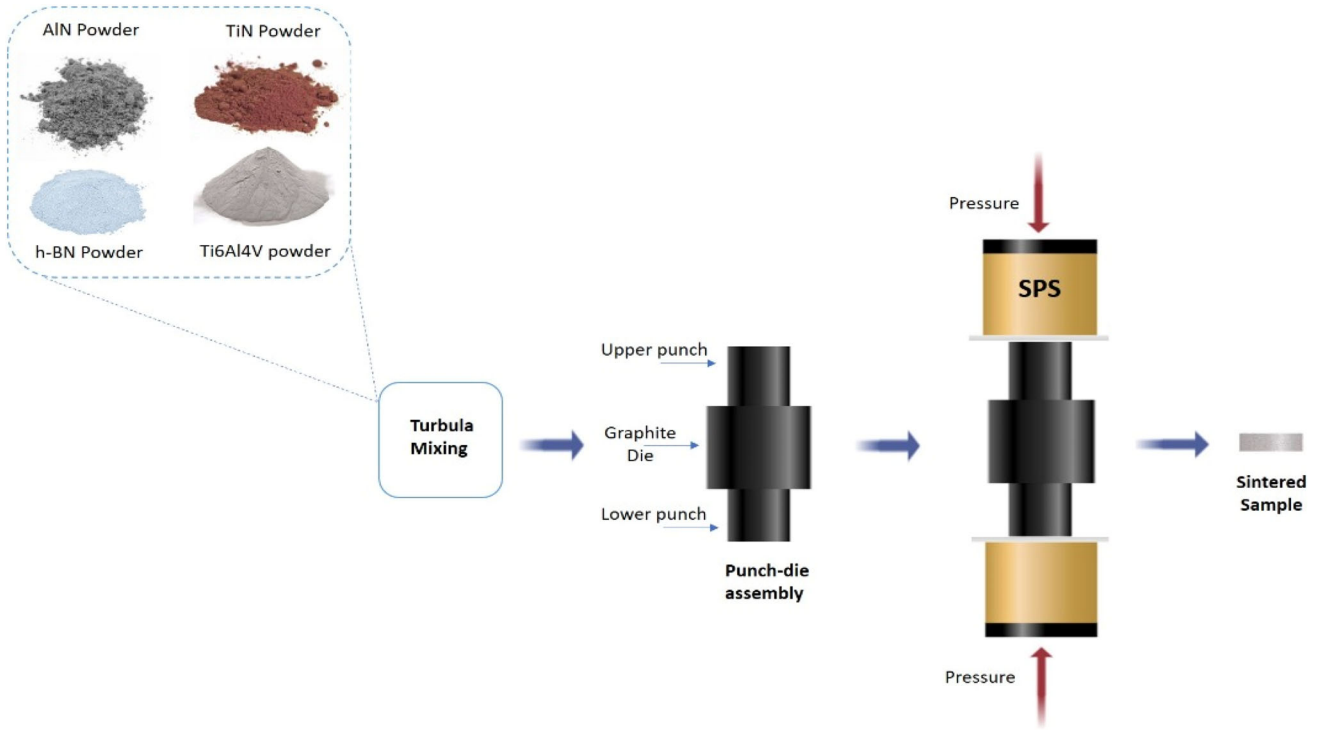 AlN Powder
TiN Powder
h-BN Powder
Ti6Al4V powder
Turbula
Mixing
Upper punch
Graphite
Die
Lower punch
Punch-die
assembly
Pressure
SPS
Pressure
Sintered
Sample